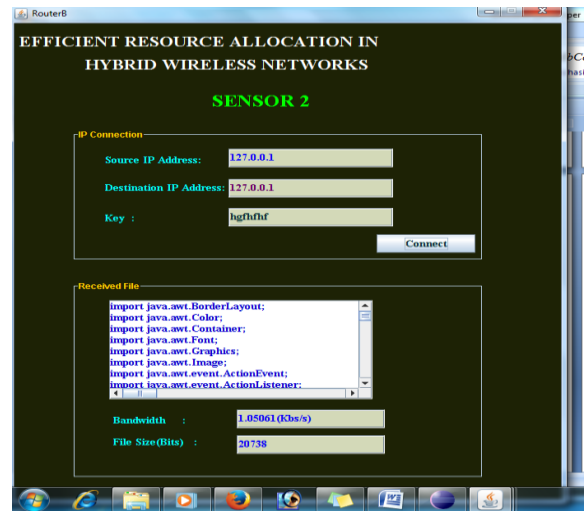 RouterB
EFFICIENT RESOURCE ALLOCATION IN
HYBRID WIRELESS NETWORKS
SENSOR 2
IP Connection
Source IP Address: 127.0.0.1
Destination IP Address: 127.0.0.1
Key : hgfhfhf
Connect
Received File
import java.awt.BorderLayout;
import java.awt.Color;
import java.awt.Container;
import java.awt.Font;
import java.awt.Graphics;
import java.awt.Image;
import java.awt.event.ActionEvent;
import java.awt.event.ActionListener;
Bandwidth : 1.05061(Kbs/s)
File Size(Bits) : 20738
per
bCc
hasi